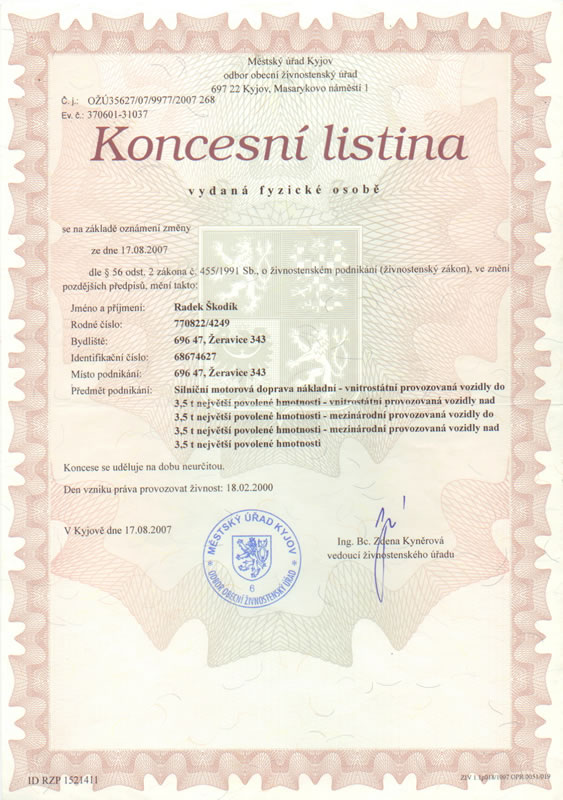 Městský úřad Kyjov
odbor obecní živnostenský úřad
697 22 Kyjov, Masarykovo náměstí 1
Č. j.: OŽÚ35627/07/9977/2007 268
Ev. č.: 370601-31037
Koncesní listina
vydaná fyzické osobě
se na základě oznámení změny
ze dne 17.08.2007
dle § 56 odst. 2 zákona č. 455/1991 Sb., o živnostenském podnikání (živnostenský zákon), ve znění
pozdějších předpisů, mění takto:
Jméno a příjmení: Radek Škodík
Rodné číslo: 770822/4249
Bydliště: 696 47, Žeravice 343
Identifikační číslo: 68674627
Místo podnikání: 696 47, Žeravice 343
Předmět podnikání: Silniční motorová doprava nákladní - vnitrostátní provozovaná vozidly do
3,5 t největší povolené hmotnosti - vnitrostátní provozovaná vozidly nad
3,5 t největší povolené hmotnosti - mezinárodní provozovaná vozidly do
3,5 t největší povolené hmotnosti - mezinárodní provozovaná vozidly nad
3,5 t největší povolené hmotnosti
Koncese se uděluje na dobu neurčitou.
Den vzniku práva provozovat živnost: 18.02.2000
V Kyjově dne 17.08.2007
MĚSTSKÝ ÚŘAD KYJOV
ODBOR OBECNÍ ŽIVNOSTENSKÝ ÚŘAD
6
Ing. Bc. Zdena Kyněrová
vedoucí živnostenského úřadu
ID RZP 1521411